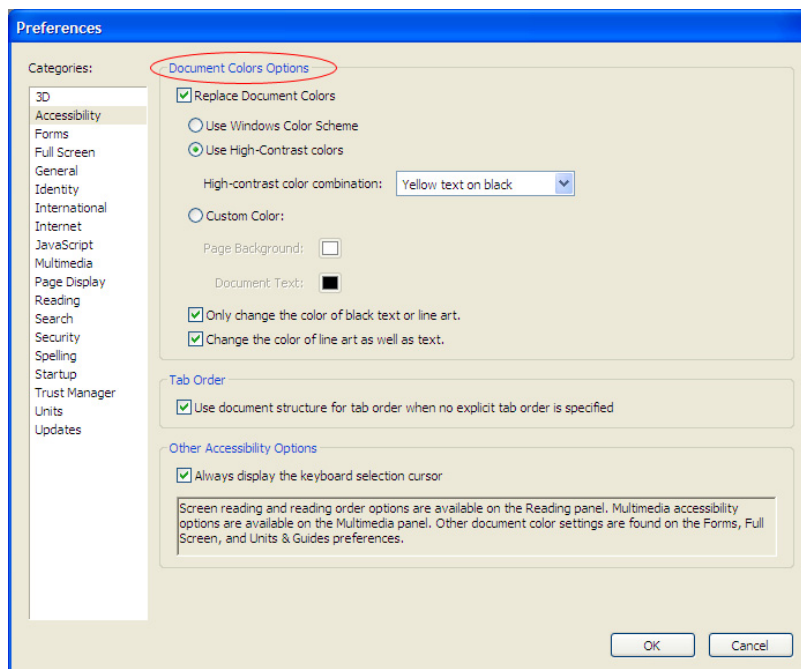 Preferences
Categories:
3D
Accessibility
Forms
Full Screen
General
Identity
International
Internet
JavaScript
Multimedia
Page Display
Reading
Search
Security
Spelling
Startup
Trust Manager
Units
Updates
Document Colors Options
Replace Document Colors
Use Windows Color Scheme
Use High-Contrast colors
High-contrast color combination: Yellow text on black
Custom Color:
Page Background:
Document Text:
Only change the color of black text or line art.
Change the color of line art as well as text.
Tab Order
Use document structure for tab order when no explicit tab order is specified
Other Accessibility Options
Always display the keyboard selection cursor
Screen reading and reading order options are available on the Reading panel. Multimedia accessibility
options are available on the Multimedia panel. Other document color settings are found on the Forms, Full
Screen, and Units & Guides preferences.
OK Cancel